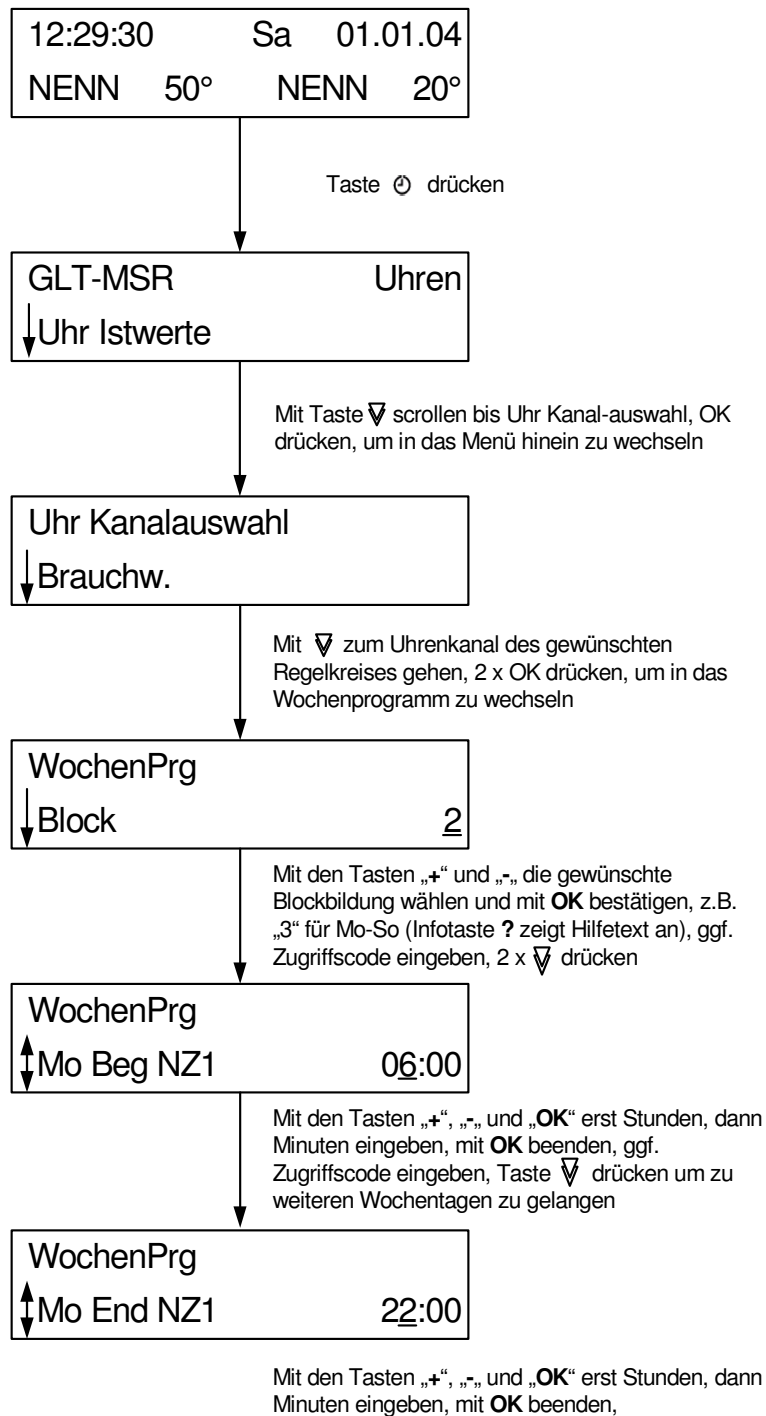 12:29:30 Sa 01.01.04
NENN 50° NENN 20°
Taste drücken
GLT-MSR Uhren
Uhr Istwerte
Mit Taste scrollen bis Uhr Kanal-auswahl, OK
drücken, um in das Menü hinein zu wechseln
Uhr Kanalauswahl
Brauchw.
Mit zum Uhrenkanal des gewünschten
Regelkreises gehen, 2 x OK drücken, um in das
Wochenprogramm zu wechseln
WochenPrg
Block 2
Mit den Tasten „+“ und „-„ die gewünschte
Blockbildung wählen und mit OK bestätigen, z.B.
„3“ für Mo-So (Infotaste ? zeigt Hilfetext an), ggf.
Zugriffscode eingeben, 2 x drücken
WochenPrg
Mo Beg NZ1 06:00
Mit den Tasten „+“, „-„ und „OK“ erst Stunden, dann
Minuten eingeben, mit OK beenden, ggf.
Zugriffscode eingeben, Taste drücken um zu
weiteren Wochentagen zu gelangen
WochenPrg
Mo End NZ1 22:00
Mit den Tasten „+“, „-„ und „OK“ erst Stunden, dann
Minuten eingeben, mit OK beenden,